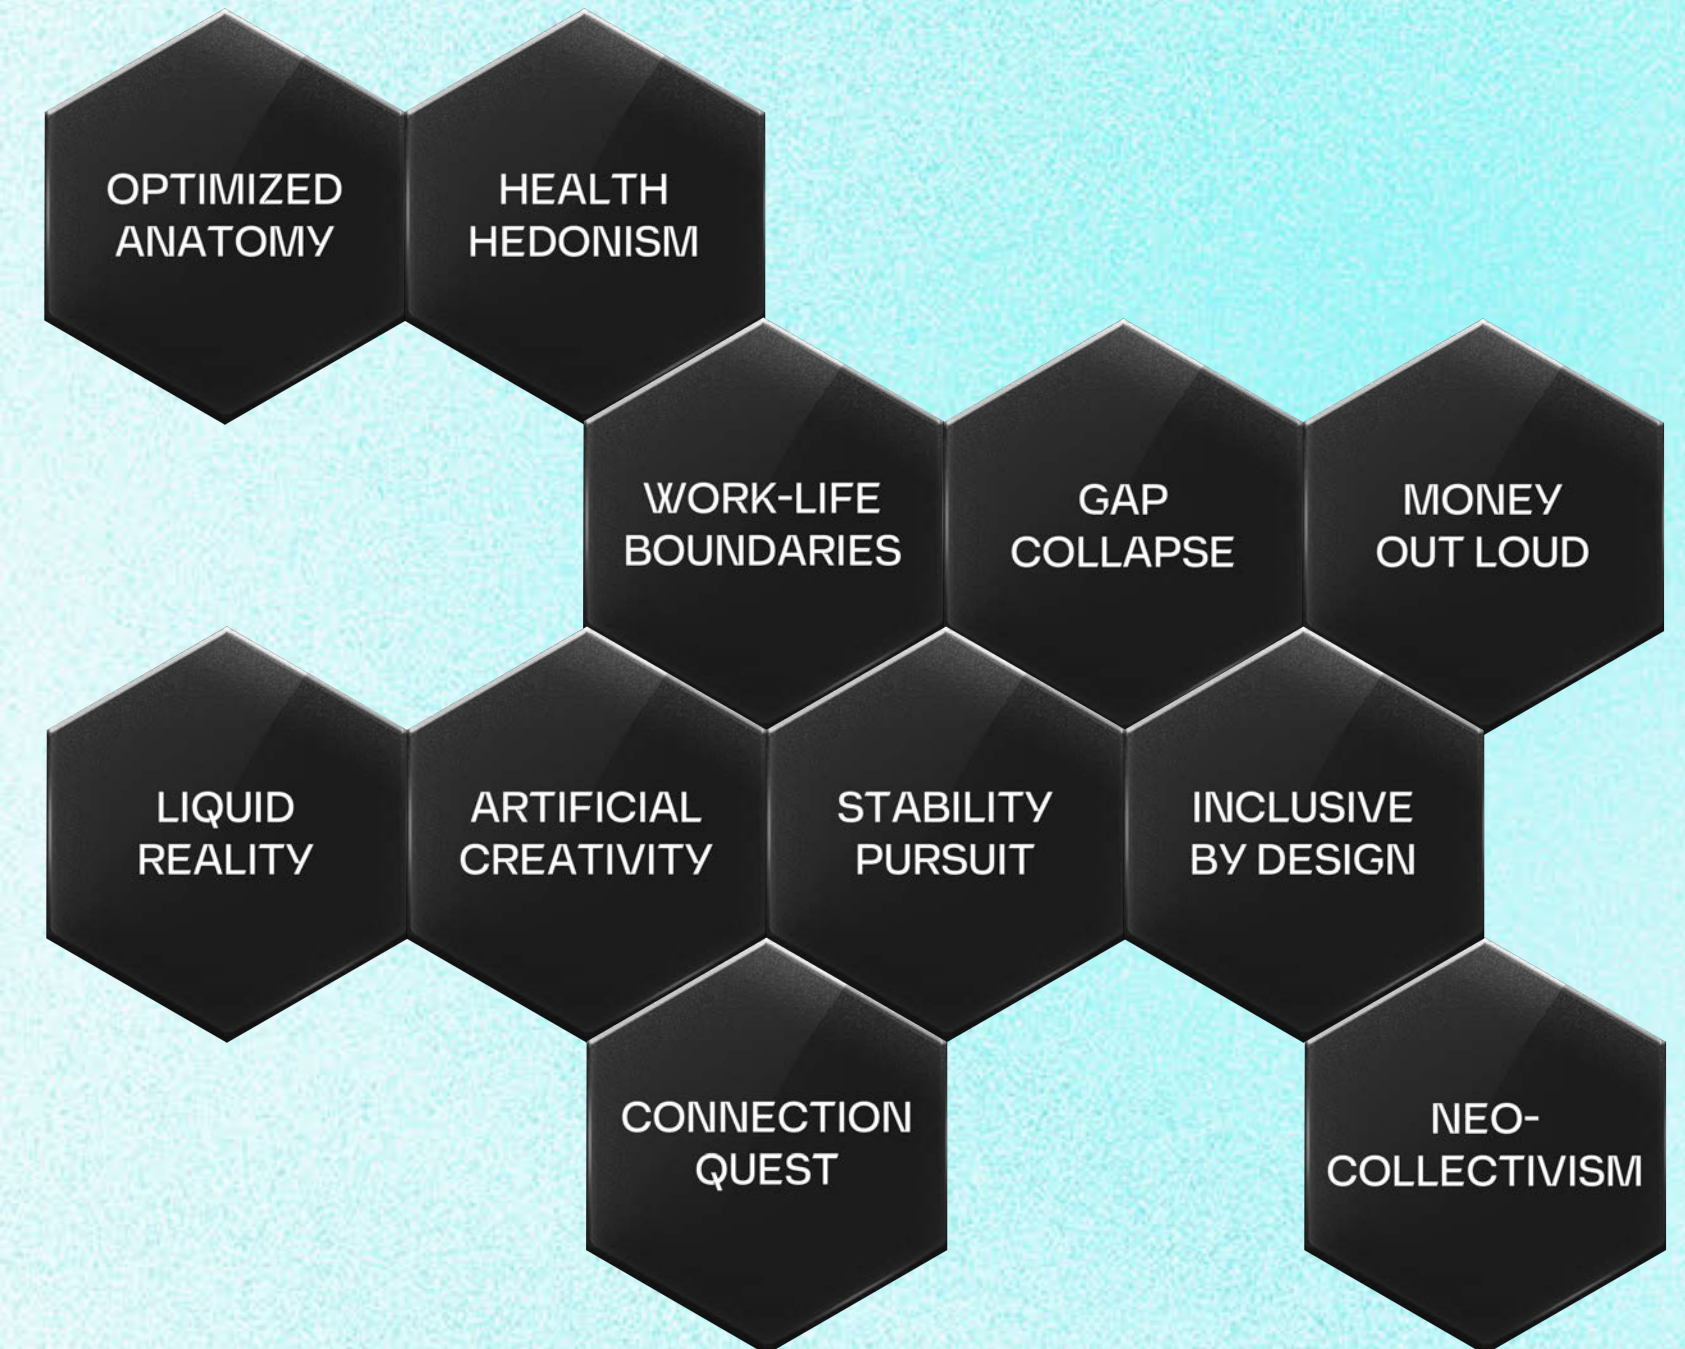 OPTIMIZED
ANATOMY
HEALTH
HEDONISM
WORK-LIFE
BOUNDARIES
GAP
COLLAPSE
MONEY
OUT LOUD
LIQUID
REALITY
ARTIFICIAL
CREATIVITY
STABILITY
PURSUIT
INCLUSIVE
BY DESIGN
CONNECTION
QUEST
NEO-
COLLECTIVISM